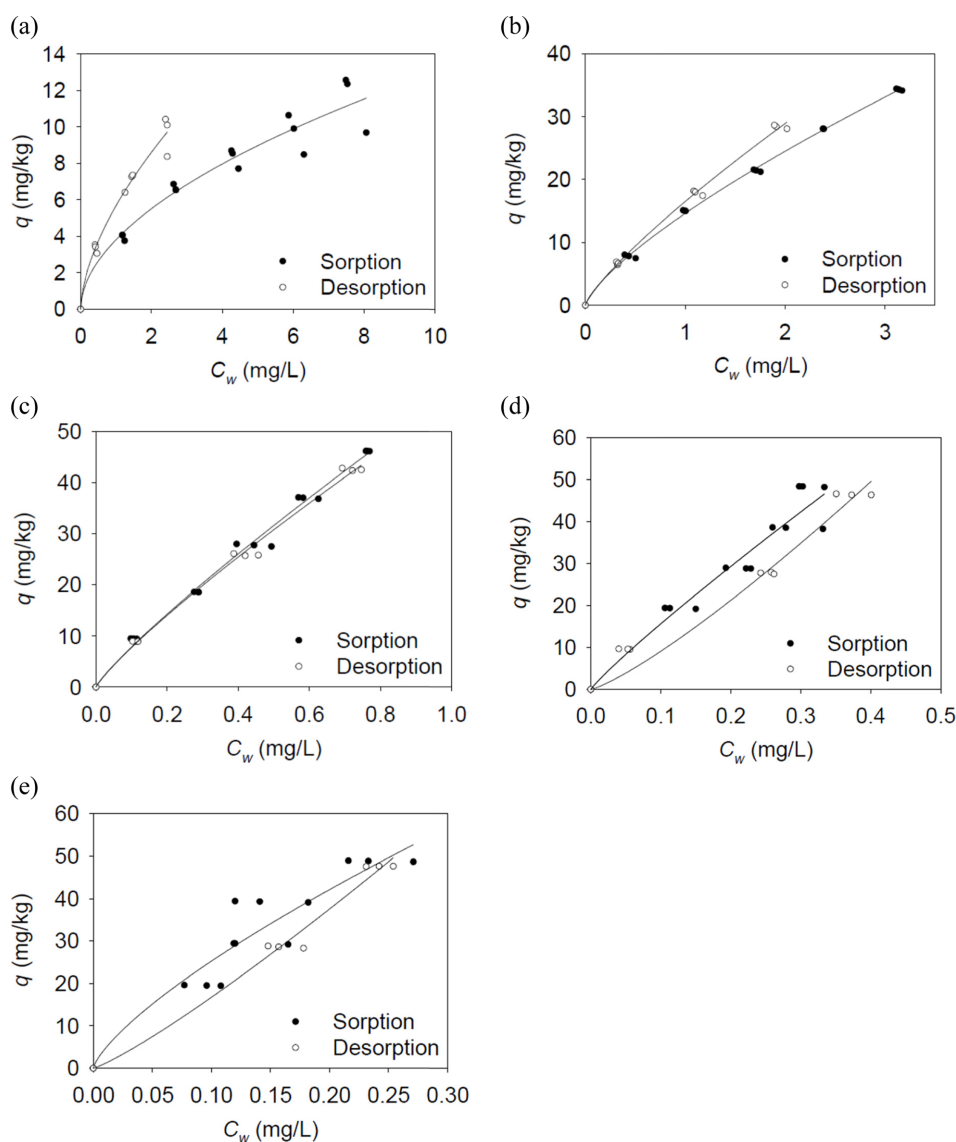 (a)
14
12
10
8
6
4
2
0
q (mg/kg)
Sorption
Desorption
0 2 4 6 8 10
C_w (mg/L)
(b)
40
30
20
10
0
q (mg/kg)
Sorption
Desorption
0 1 2 3
C_w (mg/L)
(c)
50
40
30
20
10
0
q (mg/kg)
Sorption
Desorption
0.0 0.2 0.4 0.6 0.8 1.0
C_w (mg/L)
(d)
60
50
40
30
20
10
0
q (mg/kg)
Sorption
Desorption
0.0 0.1 0.2 0.3 0.4 0.5
C_w (mg/L)
(e)
60
50
40
30
20
10
0
q (mg/kg)
Sorption
Desorption
0.00 0.05 0.10 0.15 0.20 0.25 0.30
C_w (mg/L)